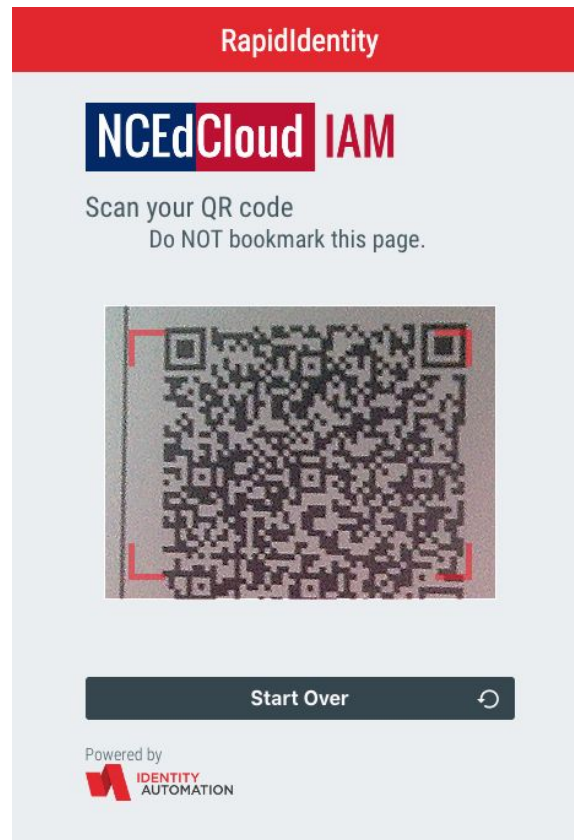 RapidIdentity
NCEdCloud IAM
Scan your QR code
Do NOT bookmark this page.
Start Over
Powered by
IDENTITY
AUTOMATION